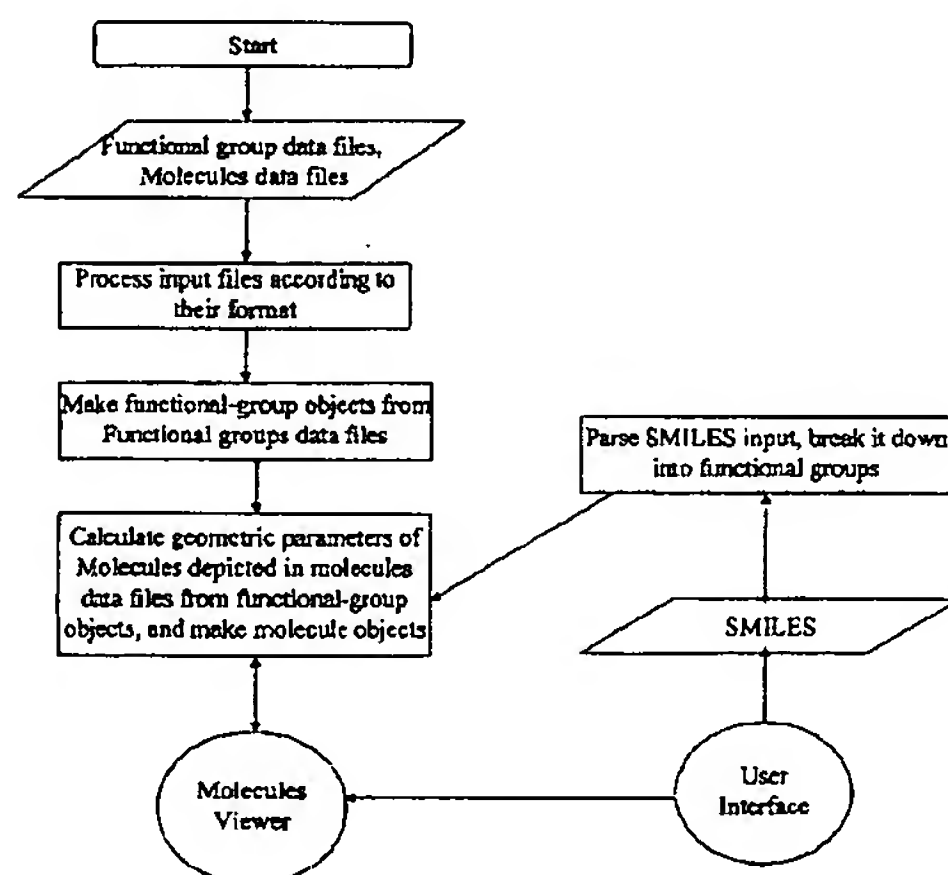 Start
Functional group data files,
Molecules data files
Process input files according to
their format
Make functional-group objects from
Functional groups data files
Calculate geometric parameters of
Molecules depicted in molecules
data files from functional-group
objects, and make molecule objects
Parse SMILES input, break it down
into functional groups
SMILES
Molecules
Viewer
User
Interface